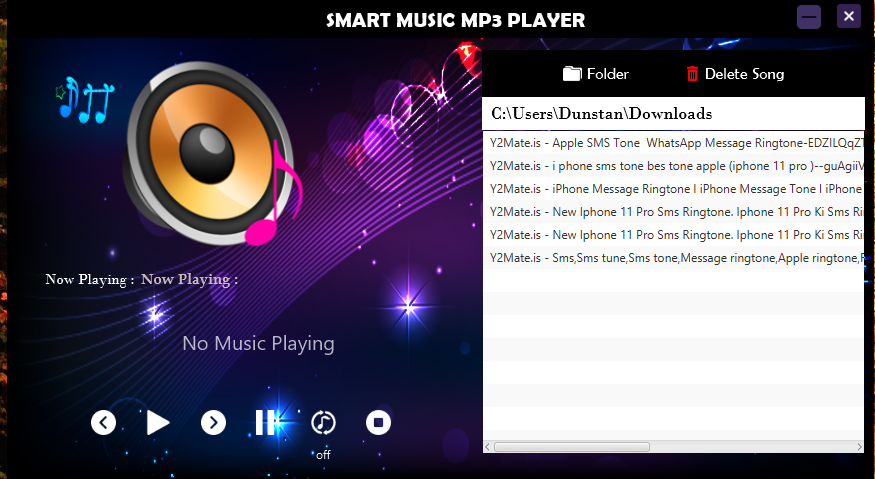 SMART MUSIC MP3 PLAYER
Folder
Delete Song
C:\Users\Dunstan\Downloads
Y2Mate.is - Apple SMS Tone WhatsApp Message Ringtone-EDZILQqZT
Y2Mate.is - i phone sms tone bes tone apple (iphone 11 pro )--guAgiiV
Y2Mate.is - iPhone Message Ringtone l iPhone Message Tone l iPhone
Y2Mate.is - New Iphone 11 Pro Sms Ringtone. Iphone 11 Pro Ki Sms Rin
Y2Mate.is - New Iphone 11 Pro Sms Ringtone. Iphone 11 Pro Ki Sms Rin
Y2Mate.is - Sms,Sms tune,Sms tone,Message ringtone,Apple ringtone,
Now Playing : Now Playing :
No Music Playing
off